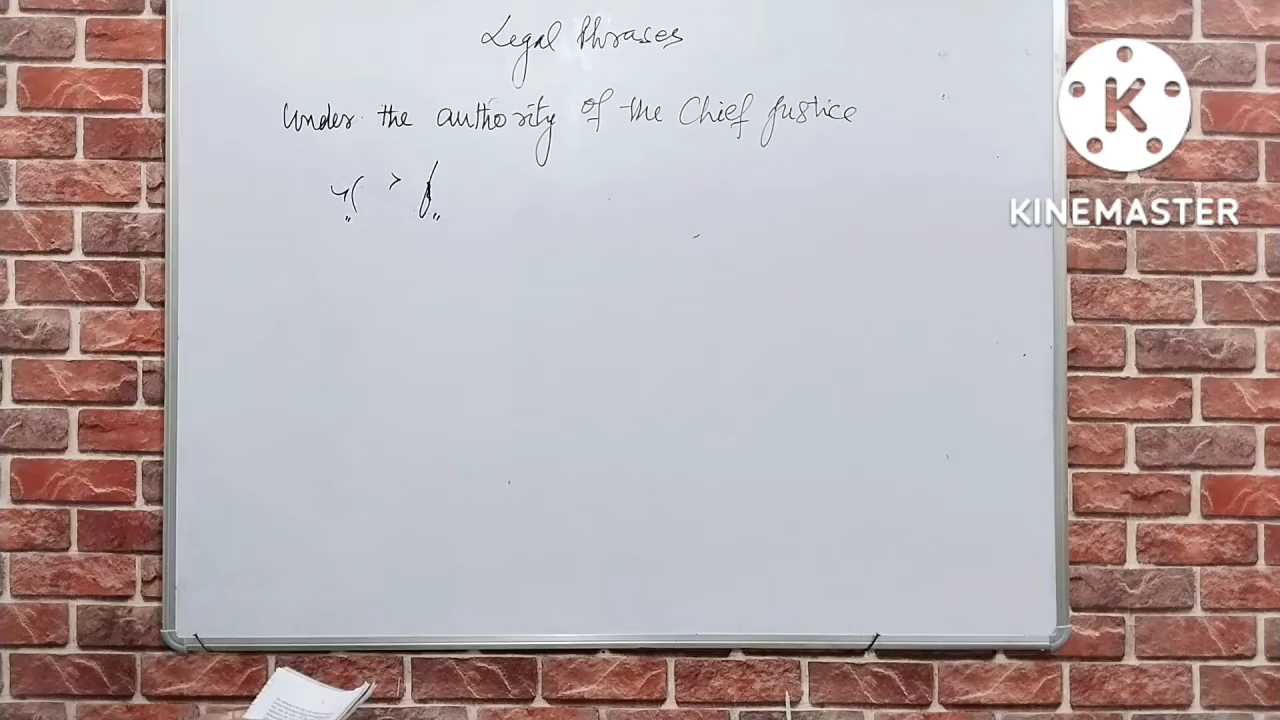 Legal Phrases
Under the authority of the Chief Justice
K
KINEMASTER